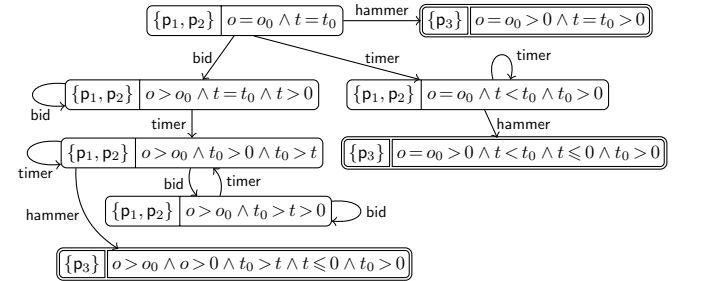 {p₁, p₂} o = o₀ ∧ t = t₀
hammer
{p₃} o = o₀ > 0 ∧ t = t₀ > 0
bid
timer
timer
{p₁, p₂} o > o₀ ∧ t = t₀ ∧ t > 0
{p₁, p₂} o = o₀ ∧ t < t₀ ∧ t₀ > 0
bid
timer
hammer
{p₁, p₂} o > o₀ ∧ t₀ > 0 ∧ t₀ > t
{p₃} o = o₀ > 0 ∧ t < t₀ ∧ t ⩽ 0 ∧ t₀ > 0
timer
bid
timer
hammer
{p₁, p₂} o > o₀ ∧ t₀ > t > 0
bid
{p₃} o > o₀ ∧ o > 0 ∧ t₀ > t ∧ t ⩽ 0 ∧ t₀ > 0